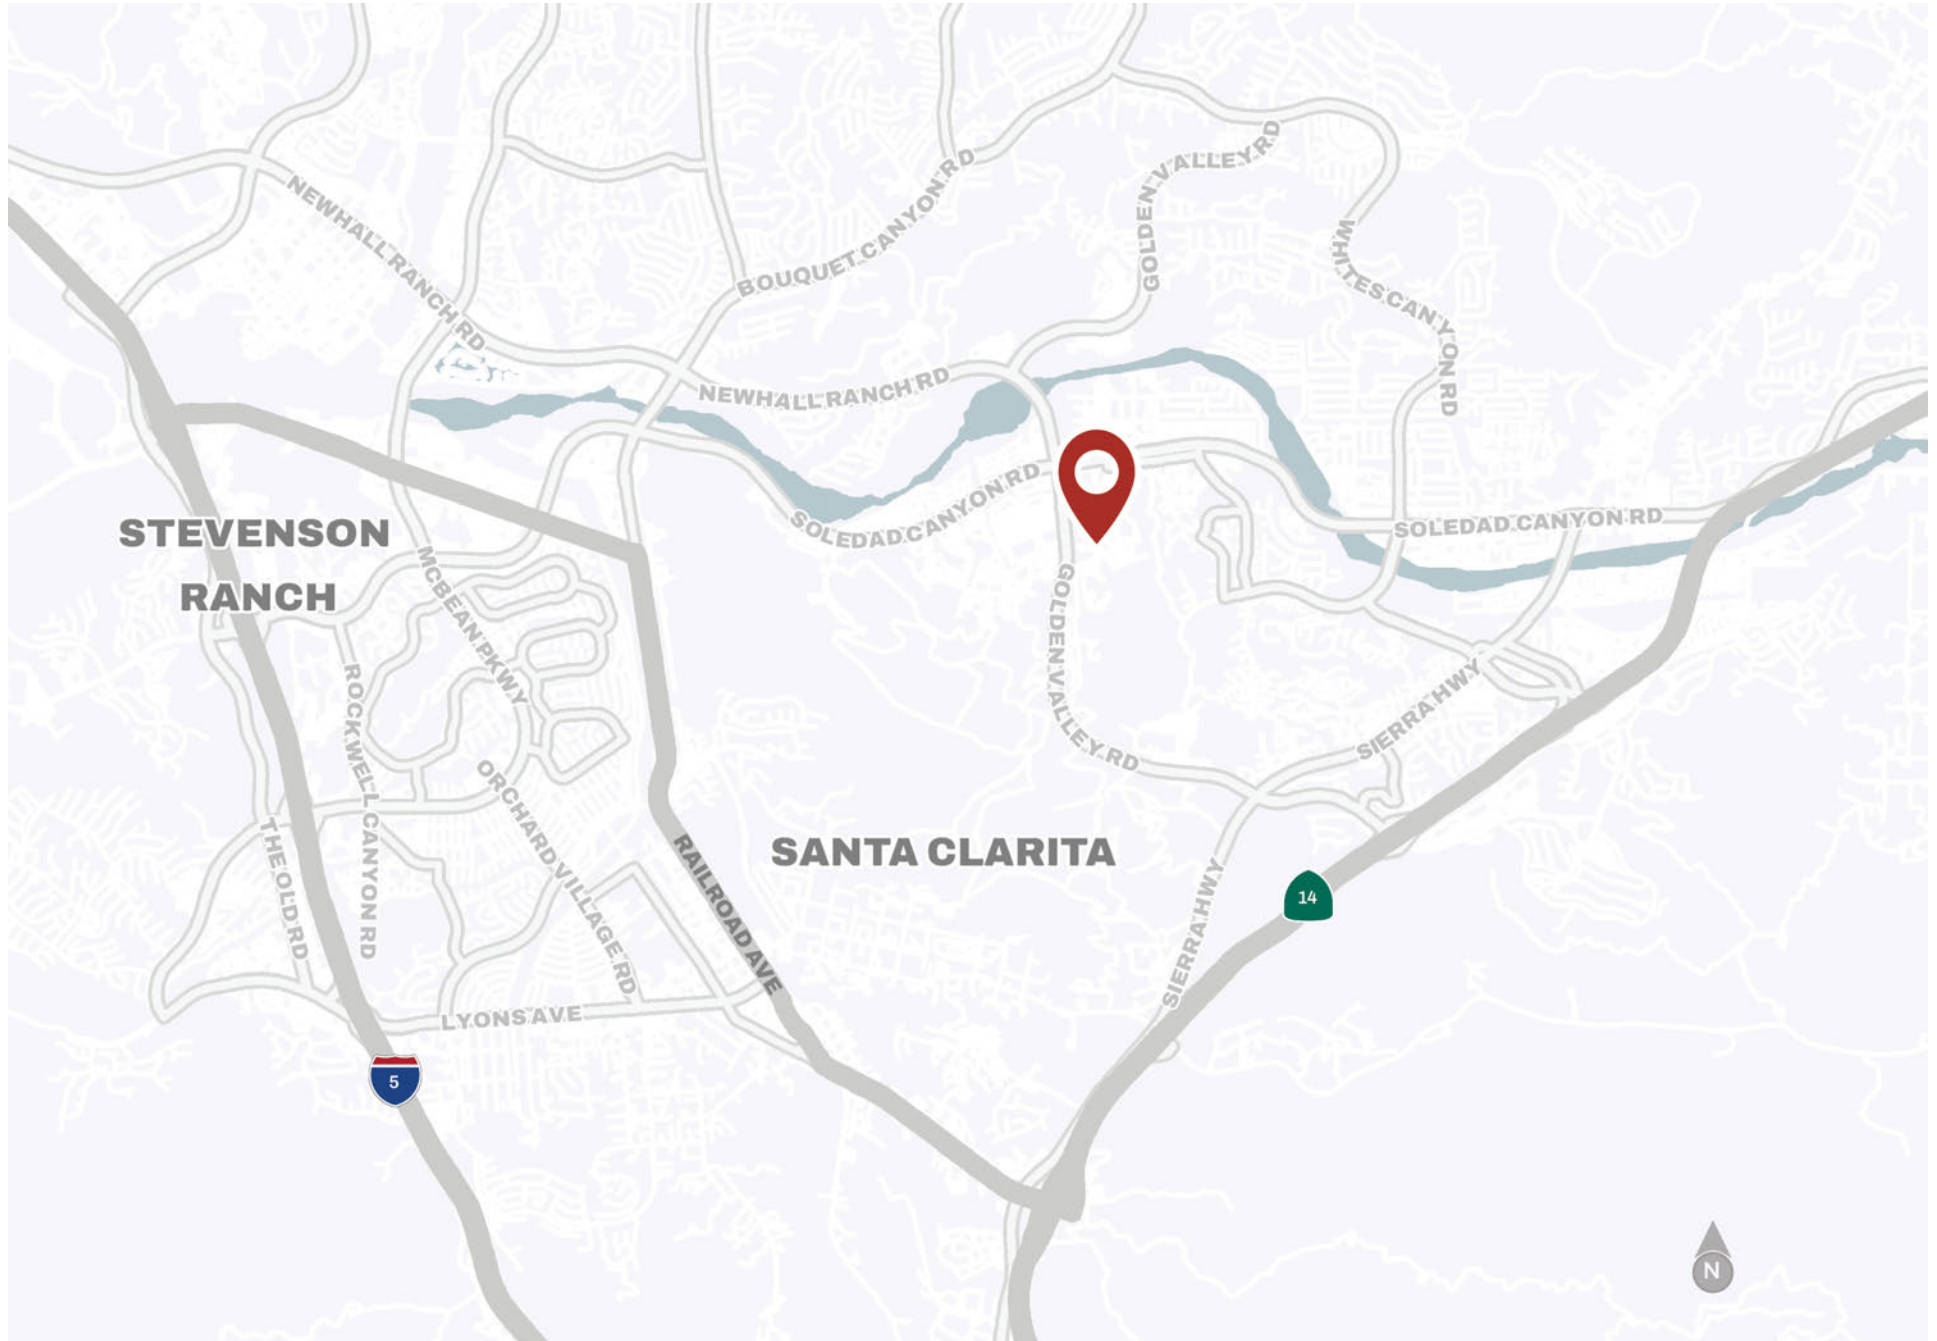 GOLDEN VALLEY RD
BOUQUET CANYON RD
NEWHALL RANCH RD
WHITES CANYON RD
NEWHALL RANCH RD
SOLEDAD CANYON RD
SOLEDAD CANYON RD
STEVENSON
RANCH
MCBEAN PKWY
GOLDEN VALLEY RD
ROCKWELL CANYON RD
SIERRA HWY
ORCHARD VILLAGE RD
THE OLD RD
RAILROAD AVE
SANTA CLARITA
SIERRA HWY
14
LYONS AVE
5
N